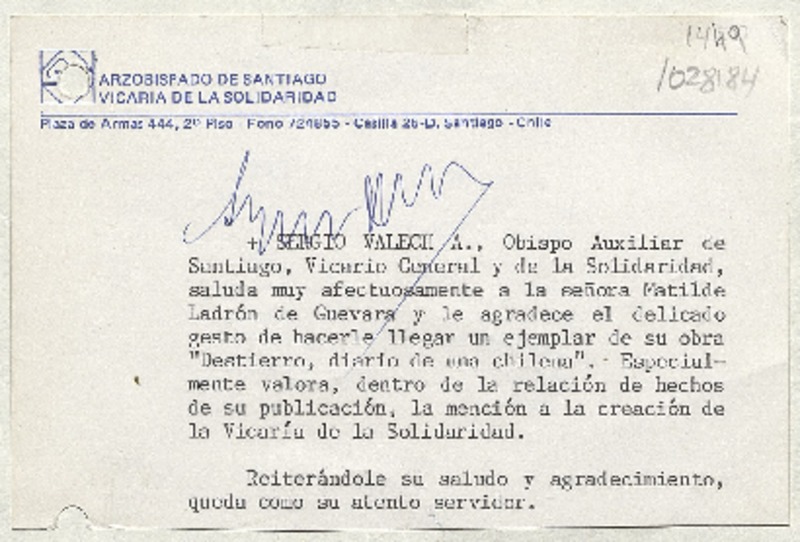 1028184
ARZOBISPADO DE SANTIAGO
VICARIA DE LA SOLIDARIDAD
Plaza de Armas 444, 2º Piso - Fono 724855 - Casilla 26-D, Santiago - Chile
+ SERGIO VALECH A., Obispo Auxiliar de
Santiago, Vicario General y de la Solidaridad,
saluda muy afectuosamente a la señora Matilde
Ladrón de Guevara y le agradece el delicado
gesto de hacerle llegar un ejemplar de su obra
"Destierro, diario de una chilena".- Especial-
mente valora, dentro de la relación de hechos
de su publicación, la mención a la creación de
la Vicaría de la Solidaridad.
Reiterándole su saludo y agradecimiento,
queda como su atento servidor.